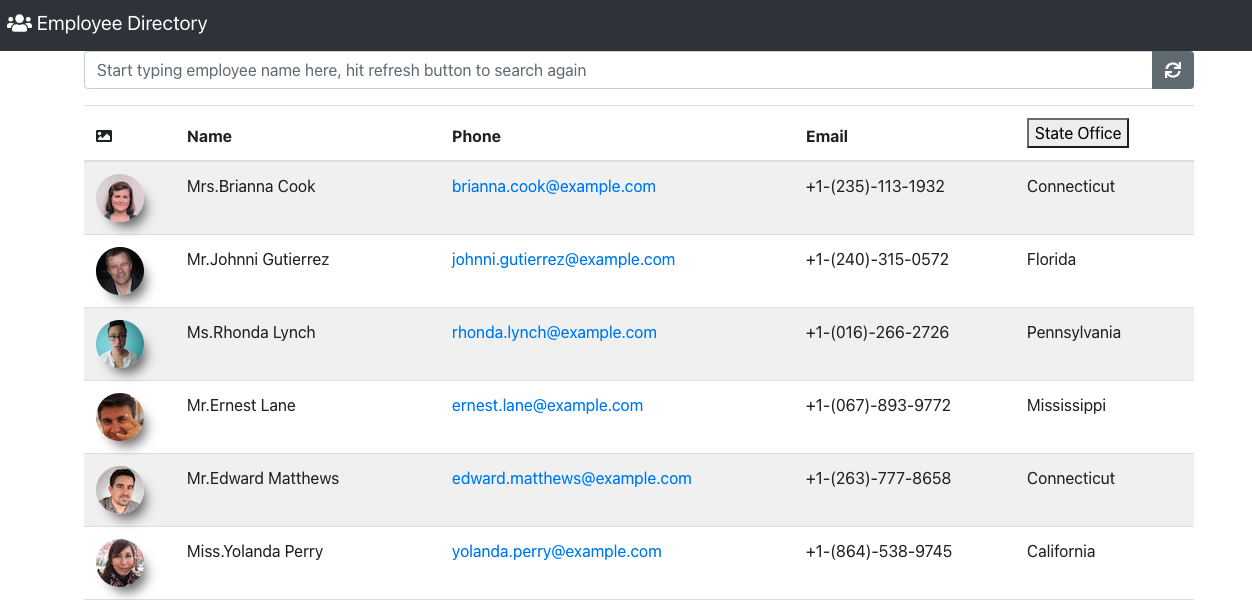 Employee Directory
Start typing employee name here, hit refresh button to search again
Name Phone Email State Office
Mrs.Brianna Cook brianna.cook@example.com +1-(235)-113-1932 Connecticut
Mr.Johnni Gutierrez johnni.gutierrez@example.com +1-(240)-315-0572 Florida
Ms.Rhonda Lynch rhonda.lynch@example.com +1-(016)-266-2726 Pennsylvania
Mr.Ernest Lane ernest.lane@example.com +1-(067)-893-9772 Mississippi
Mr.Edward Matthews edward.matthews@example.com +1-(263)-777-8658 Connecticut
Miss.Yolanda Perry yolanda.perry@example.com +1-(864)-538-9745 California